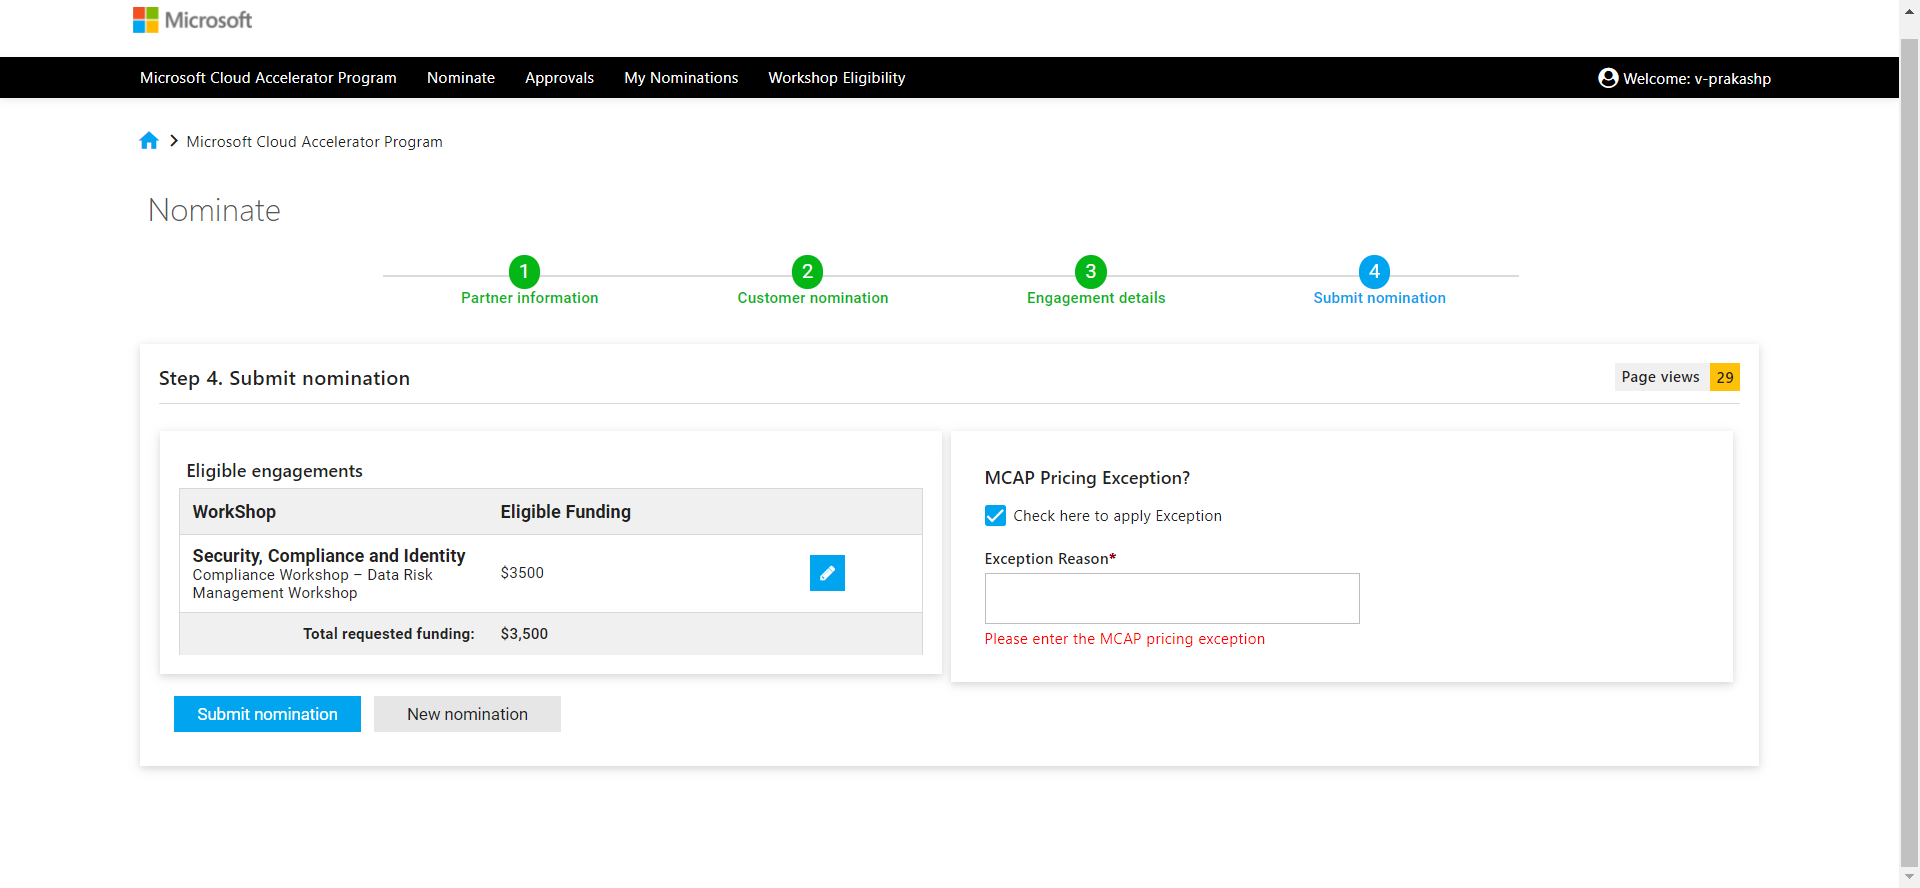 Microsoft
Microsoft Cloud Accelerator Program Nominate Approvals My Nominations Workshop Eligibility Welcome: v-prakashp
Microsoft Cloud Accelerator Program
Nominate
1 2 3 4
Partner information Customer nomination Engagement details Submit nomination
Step 4. Submit nomination Page views 29
Eligible engagements
WorkShop Eligible Funding
Security, Compliance and Identity
Compliance Workshop – Data Risk
Management Workshop
$3500
Total requested funding: $3,500
MCAP Pricing Exception?
Check here to apply Exception
Exception Reason*
Please enter the MCAP pricing exception
Submit nomination New nomination